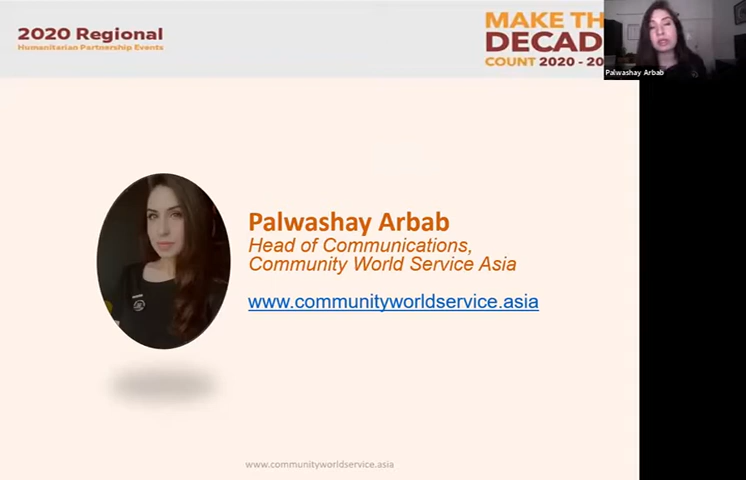 2020 Regional
Humanitarian Partnership Events
MAKE TH
DECAD
COUNT 2020 - 20
Palwashay Arbab
Palwashay Arbab
Head of Communications,
Community World Service Asia
www.communityworldservice.asia
www.communityworldservice.asia